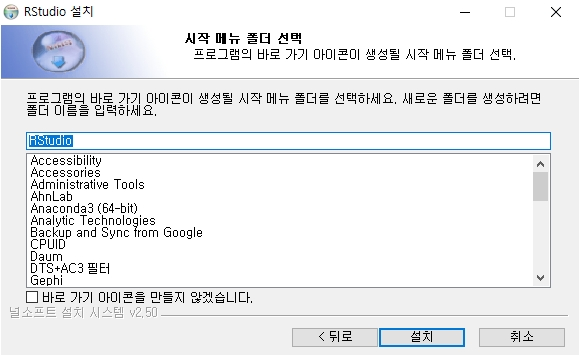 RStudio 설치
시작 메뉴 폴더 선택
프로그램의 바로 가기 아이콘이 생성될 시작 메뉴 폴더 선택.
프로그램의 바로 가기 아이콘이 생성될 시작 메뉴 폴더를 선택하세요. 새로운 폴더를 생성하려면
폴더 이름을 입력하세요.
RStudio
Accessibility
Accessories
Administrative Tools
AhnLab
Anaconda3 (64-bit)
Analytic Technologies
Backup and Sync from Google
CPUID
Daum
DTS+AC3 필터
Gephi
바로 가기 아이콘을 만들지 않겠습니다.
널소프트 설치 시스템 v2,50
< 뒤로
설치
취소